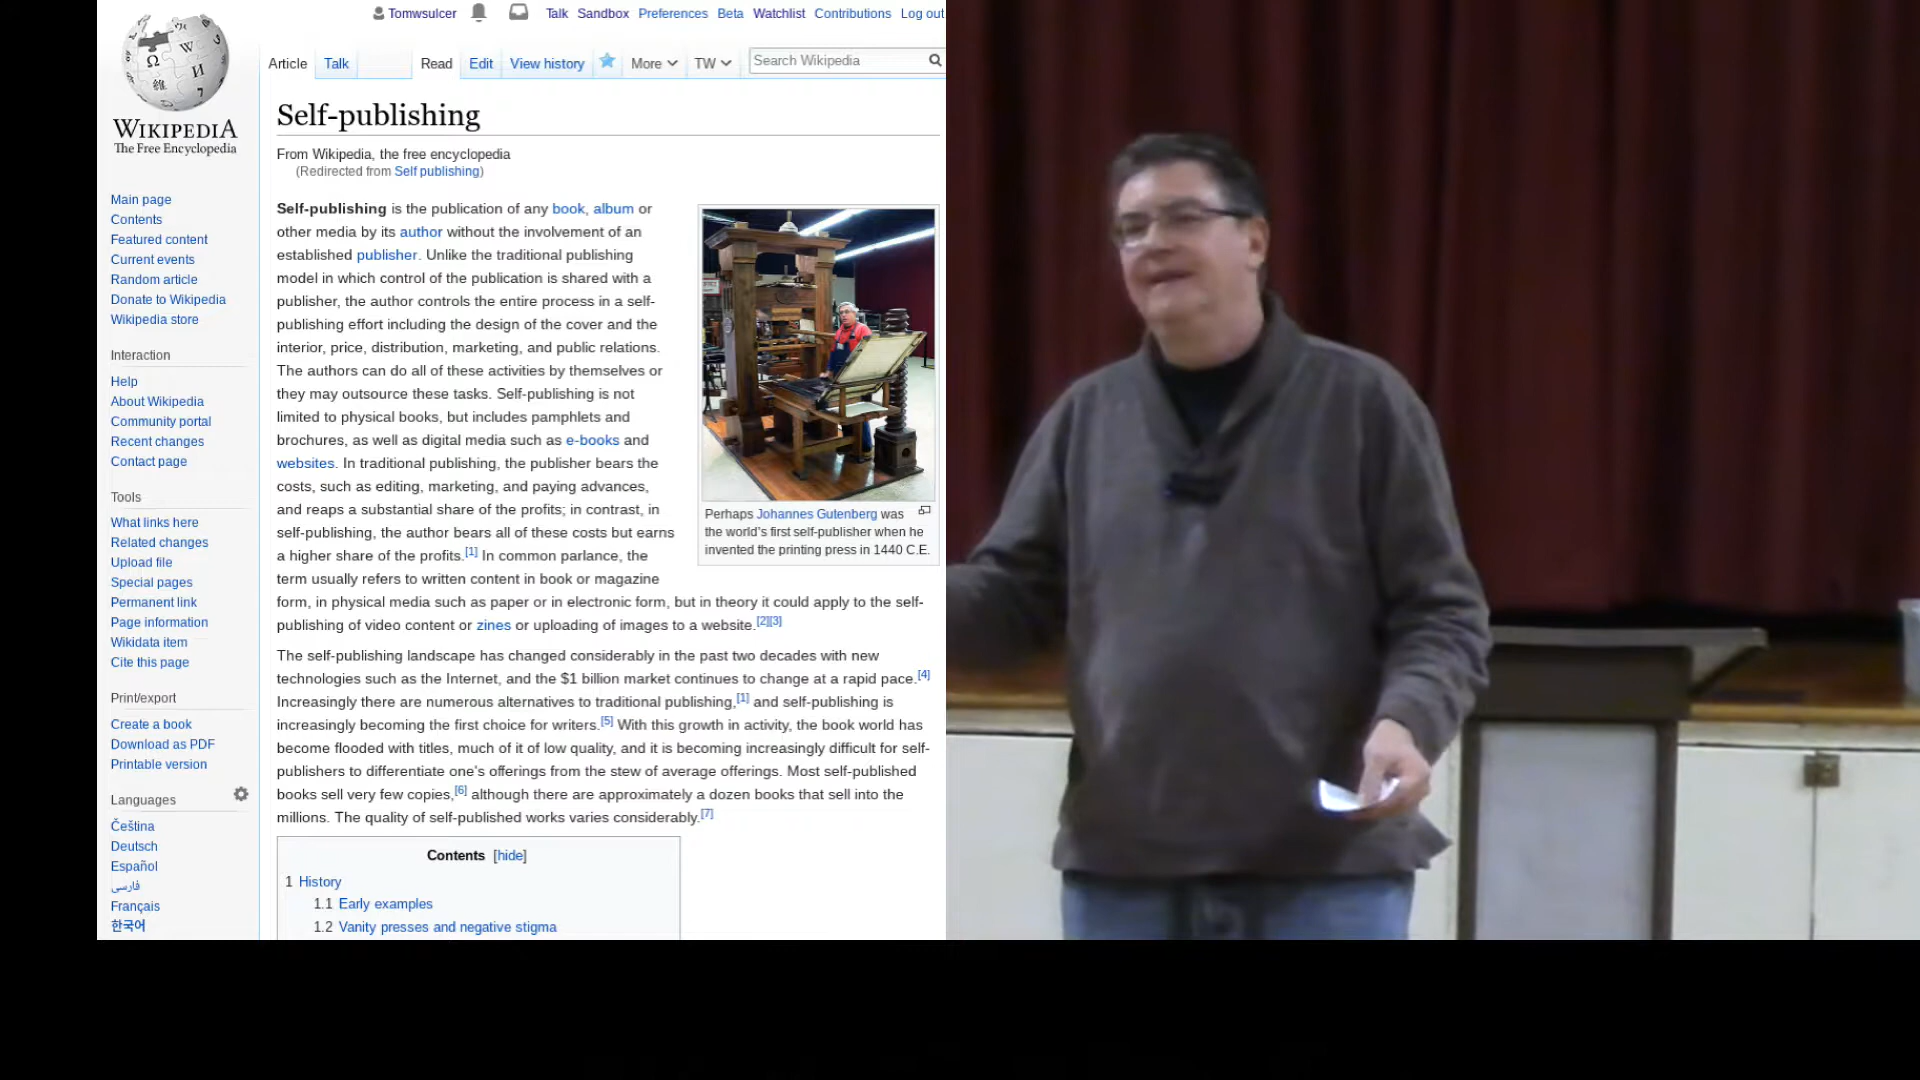 Tomwsulcer Talk Sandbox Preferences Beta Watchlist Contributions Log out
Article Talk Read Edit View history More TW Search Wikipedia
WIKIPEDIA
The Free Encyclopedia
Main page
Contents
Featured content
Current events
Random article
Donate to Wikipedia
Wikipedia store
Interaction
Help
About Wikipedia
Community portal
Recent changes
Contact page
Tools
What links here
Related changes
Upload file
Special pages
Permanent link
Page information
Wikidata item
Cite this page
Print/export
Create a book
Download as PDF
Printable version
Languages
Čeština
Deutsch
Español
فارسی
Français
한국어
Self-publishing
From Wikipedia, the free encyclopedia
(Redirected from Self publishing)
Self-publishing is the publication of any book, album or
other media by its author without the involvement of an
established publisher. Unlike the traditional publishing
model in which control of the publication is shared with a
publisher, the author controls the entire process in a self-
publishing effort including the design of the cover and the
interior, price, distribution, marketing, and public relations.
The authors can do all of these activities by themselves or
they may outsource these tasks. Self-publishing is not
limited to physical books, but includes pamphlets and
brochures, as well as digital media such as e-books and
websites. In traditional publishing, the publisher bears the
costs, such as editing, marketing, and paying advances,
and reaps a substantial share of the profits; in contrast, in
self-publishing, the author bears all of these costs but earns
a higher share of the profits.[1] In common parlance, the
term usually refers to written content in book or magazine
form, in physical media such as paper or in electronic form, but in theory it could apply to the self-
publishing of video content or zines or uploading of images to a website.[2][3]
Perhaps Johannes Gutenberg was
the world's first self-publisher when he
invented the printing press in 1440 C.E.
The self-publishing landscape has changed considerably in the past two decades with new
technologies such as the Internet, and the $1 billion market continues to change at a rapid pace.[4]
Increasingly there are numerous alternatives to traditional publishing,[1] and self-publishing is
increasingly becoming the first choice for writers.[5] With this growth in activity, the book world has
become flooded with titles, much of it of low quality, and it is becoming increasingly difficult for self-
publishers to differentiate one's offerings from the stew of average offerings. Most self-published
books sell very few copies,[6] although there are approximately a dozen books that sell into the
millions. The quality of self-published works varies considerably.[7]
Contents [hide]
1 History
1.1 Early examples
1.2 Vanity presses and negative stigma